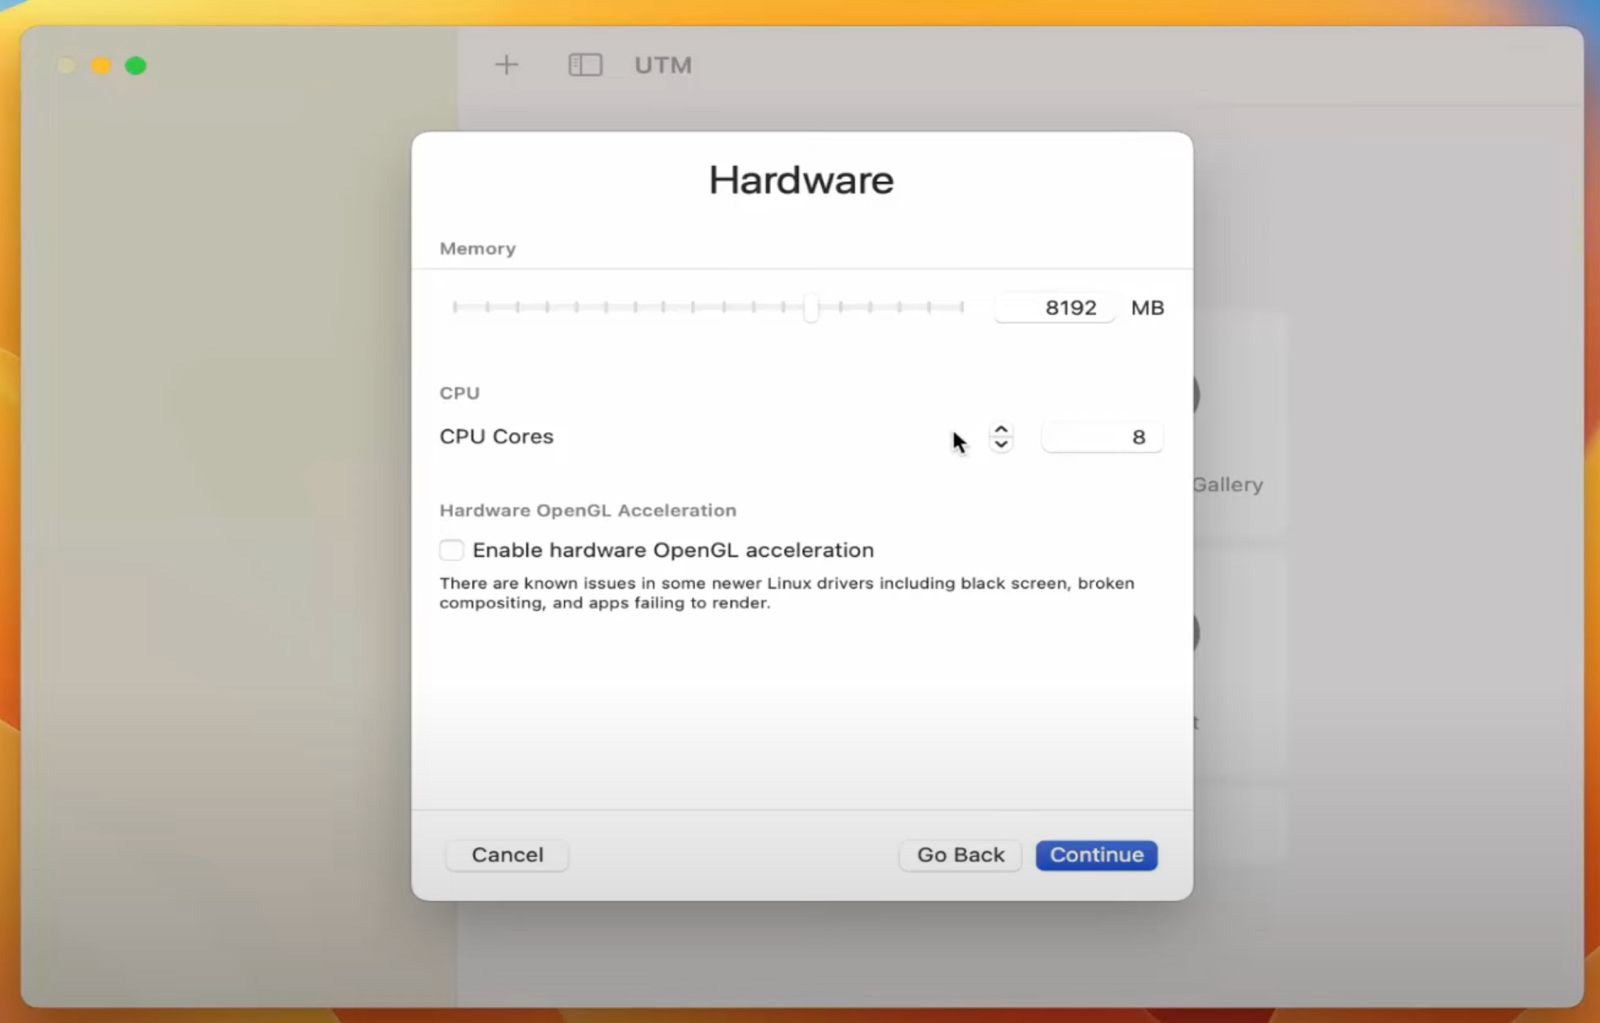 UTM
Hardware
Memory
8192 MB
CPU
CPU Cores 8
Hardware OpenGL Acceleration
Enable hardware OpenGL acceleration
There are known issues in some newer Linux drivers including black screen, broken
compositing, and apps failing to render.
Gallery
t
Cancel Go Back Continue